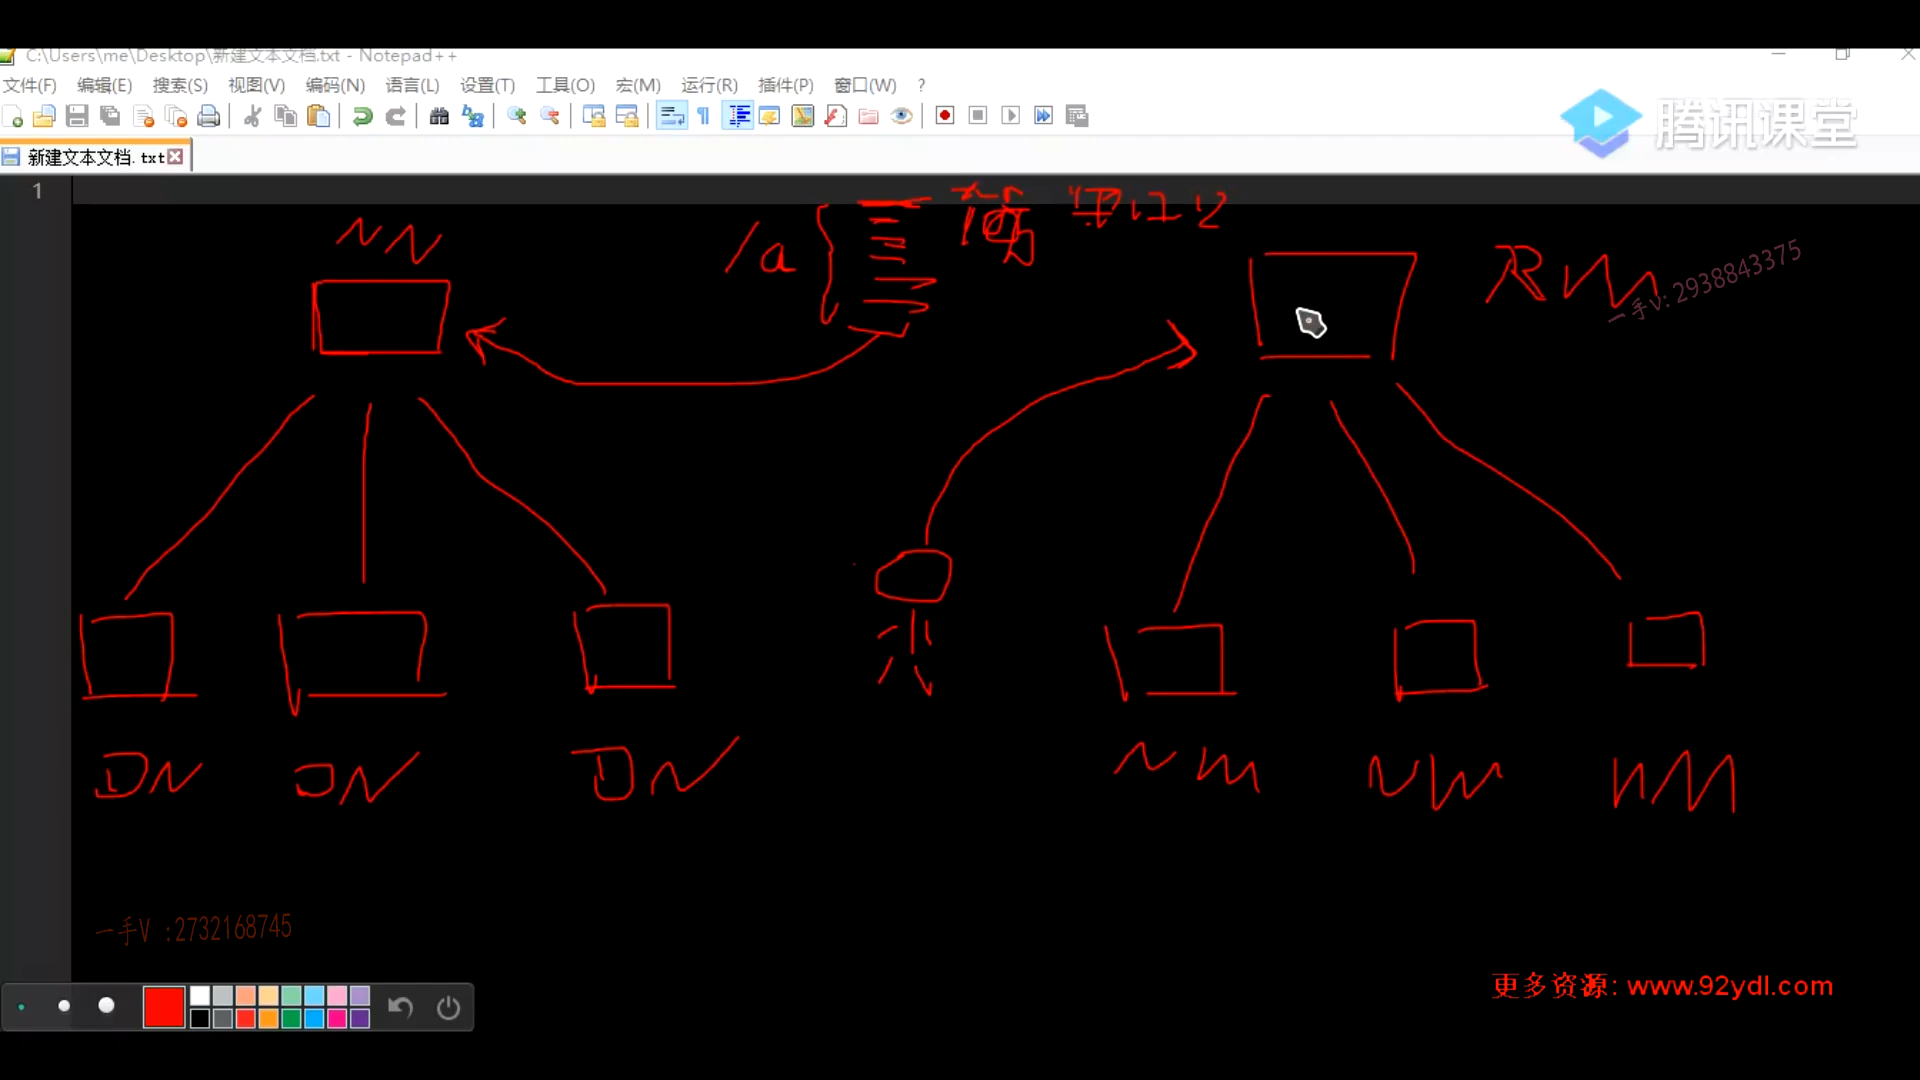 C:\Users\me\Desktop\新建文本文档.txt - Notepad++
文件(F) 编辑(E) 搜索(S) 视图(V) 编码(N) 语言(L) 设置(T) 工具(O) 宏(M) 运行(R) 插件(P) 窗口(W) ?
腾讯课堂
新建文本文档.txt
1
NN
/a
RM
一手V:2938843375
DN DN DN
NM NM NM
一手V :2732168745
更多资源: www.92ydl.com